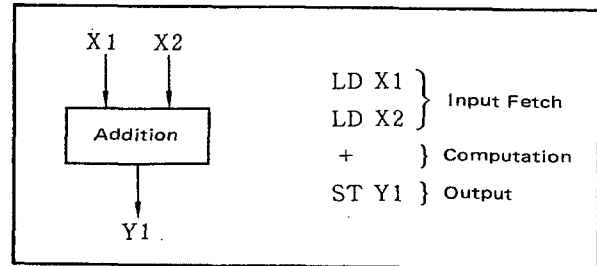 X1 X2
Addition
Y1
LD X1
LD X2
Input Fetch
+ } Computation
ST Y1 } Output